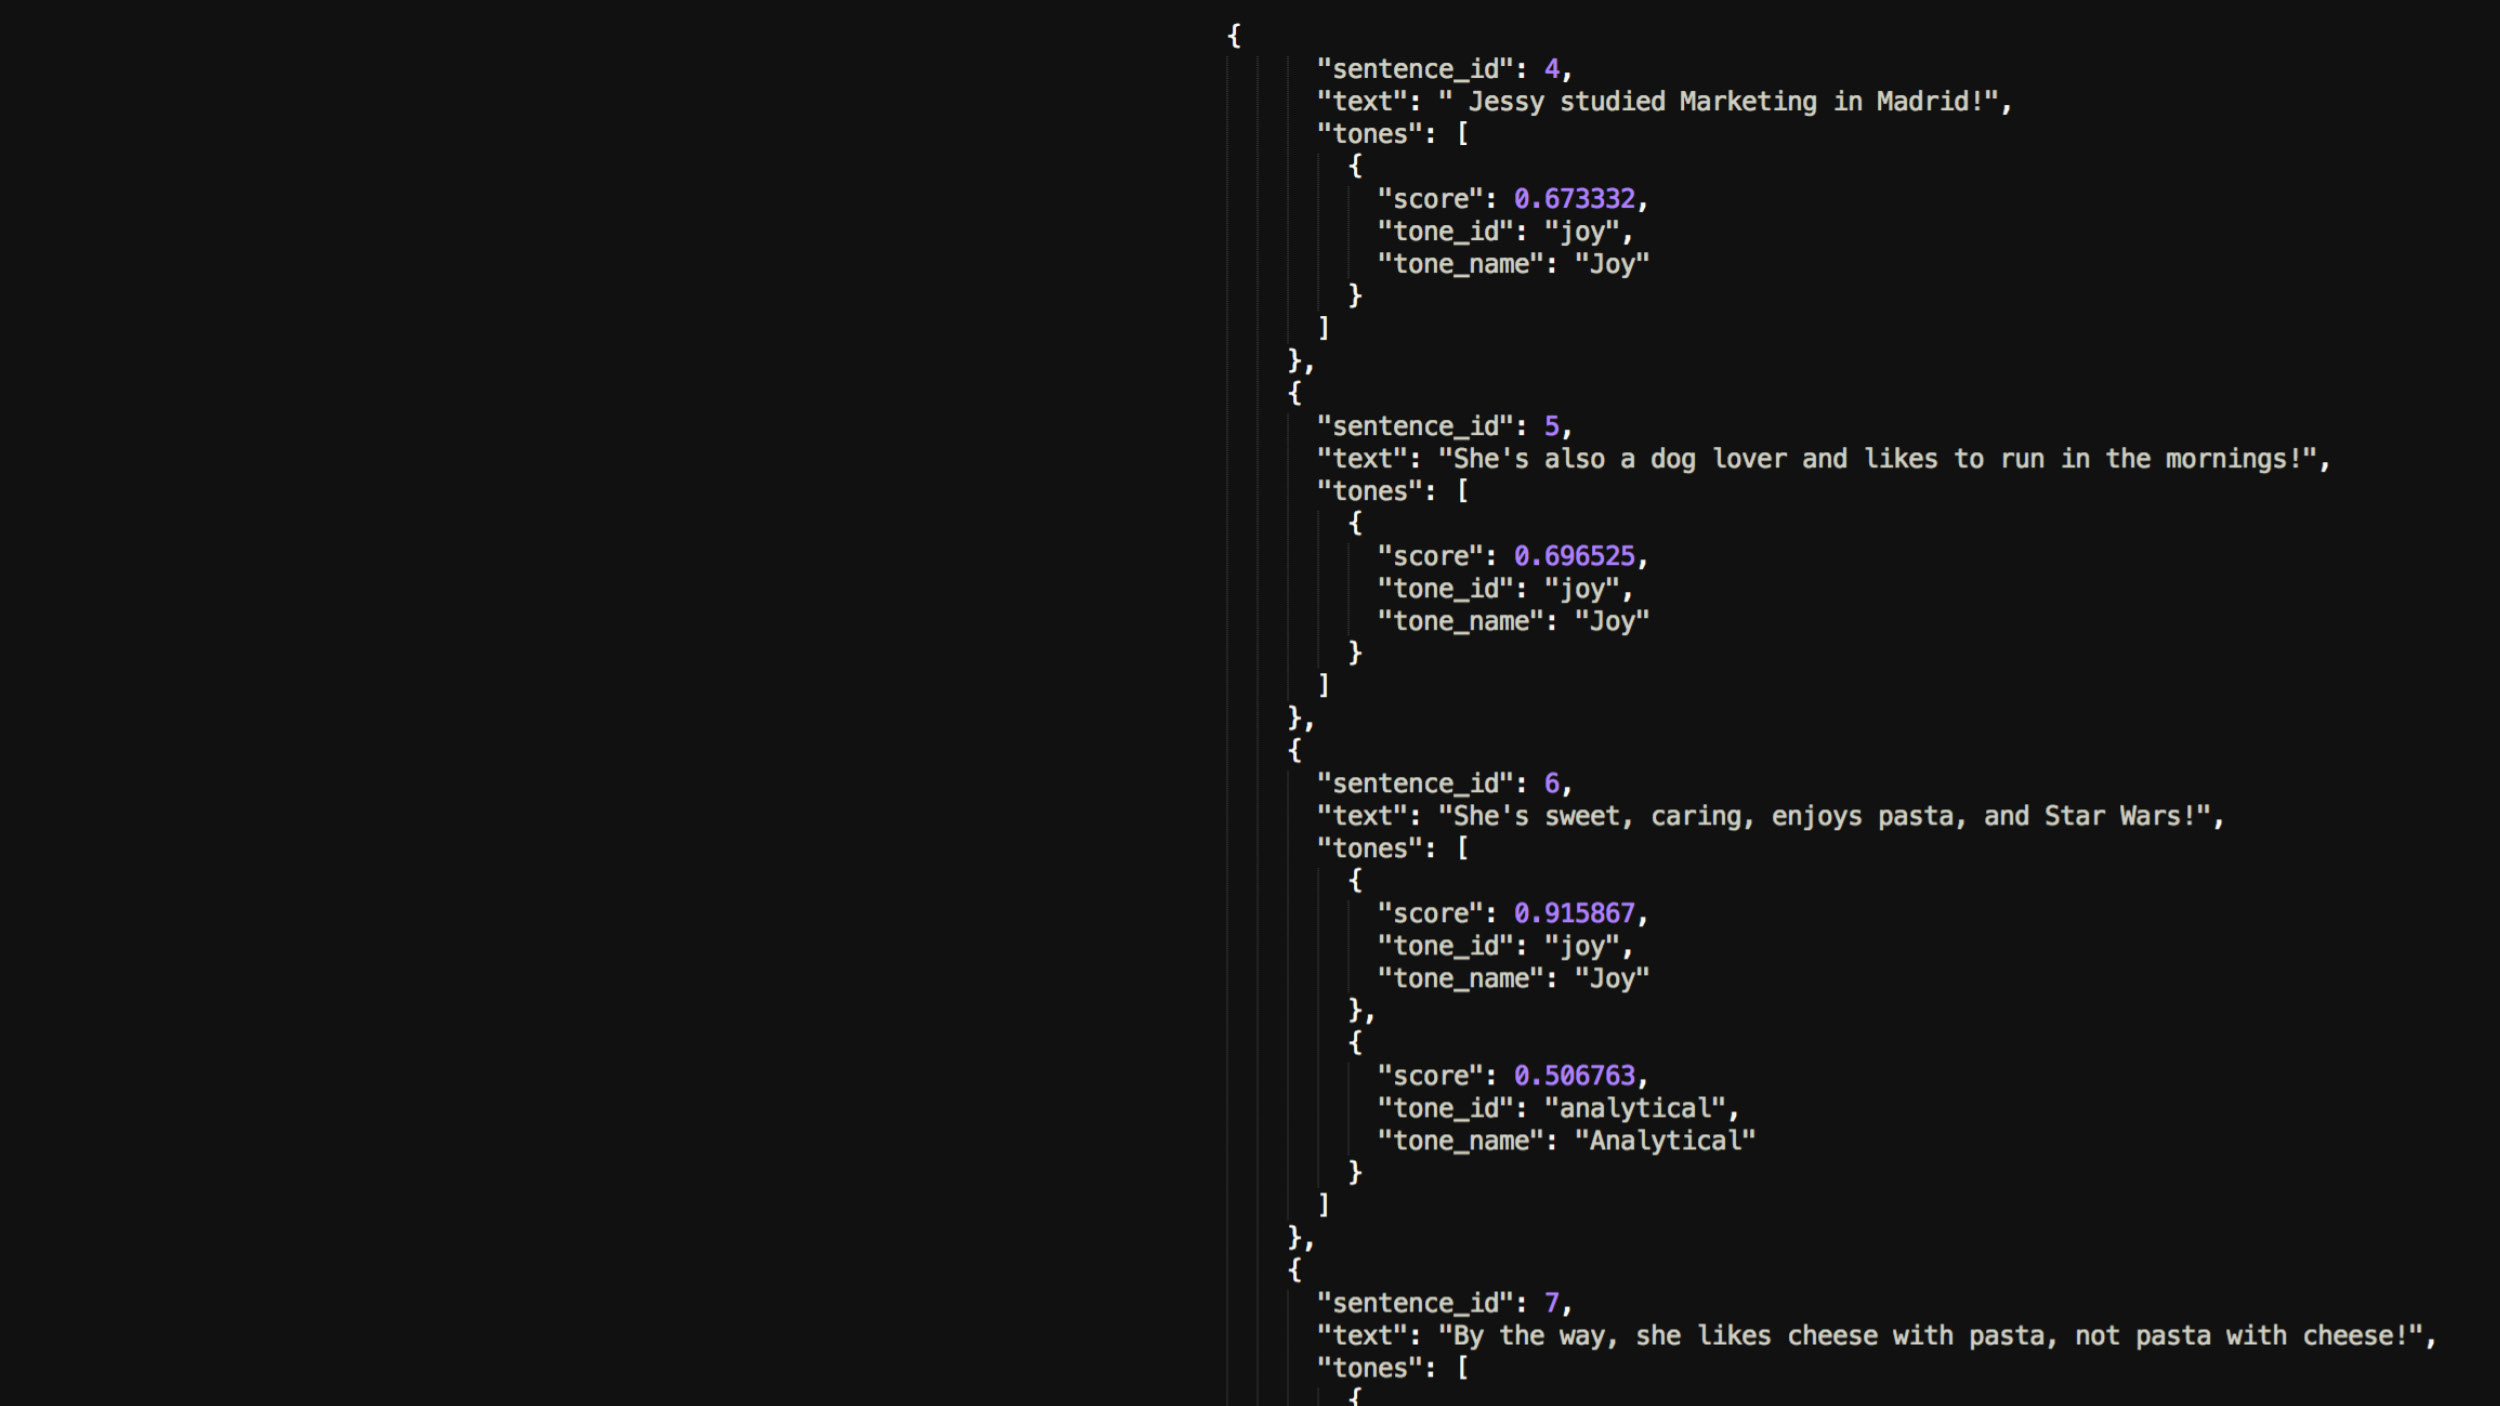 {
"sentence_id": 4,
"text": " Jessy studied Marketing in Madrid!",
"tones": [
{
"score": 0.673332,
"tone_id": "joy",
"tone_name": "Joy"
}
]
},
{
"sentence_id": 5,
"text": "She's also a dog lover and likes to run in the mornings!",
"tones": [
{
"score": 0.696525,
"tone_id": "joy",
"tone_name": "Joy"
}
]
},
{
"sentence_id": 6,
"text": "She's sweet, caring, enjoys pasta, and Star Wars!",
"tones": [
{
"score": 0.915867,
"tone_id": "joy",
"tone_name": "Joy"
},
{
"score": 0.506763,
"tone_id": "analytical",
"tone_name": "Analytical"
}
]
},
{
"sentence_id": 7,
"text": "By the way, she likes cheese with pasta, not pasta with cheese!",
"tones": [
{